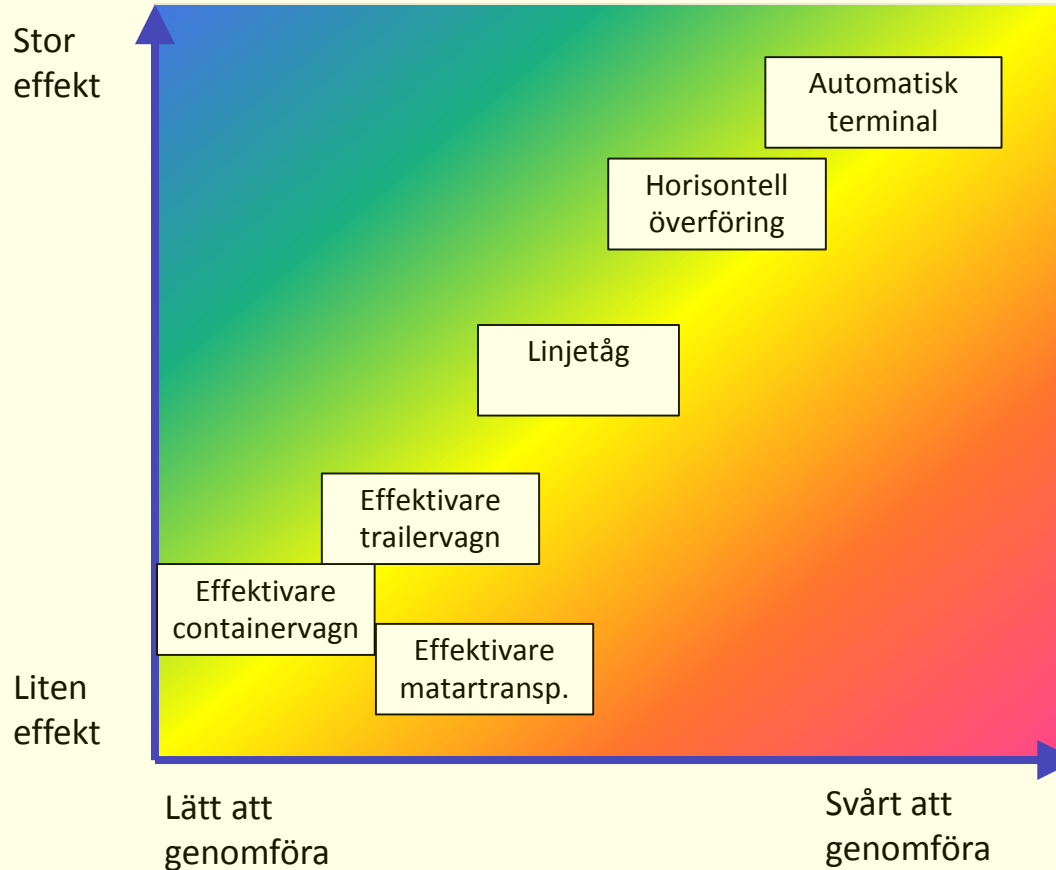 Stor
effekt
Automatisk
terminal
Horisontell
överföring
Linjetåg
Effektivare
trailervagn
Effektivare
containervagn
Effektivare
matartransp.
Liten
effekt
Lätt att
genomföra
Svårt att
genomföra